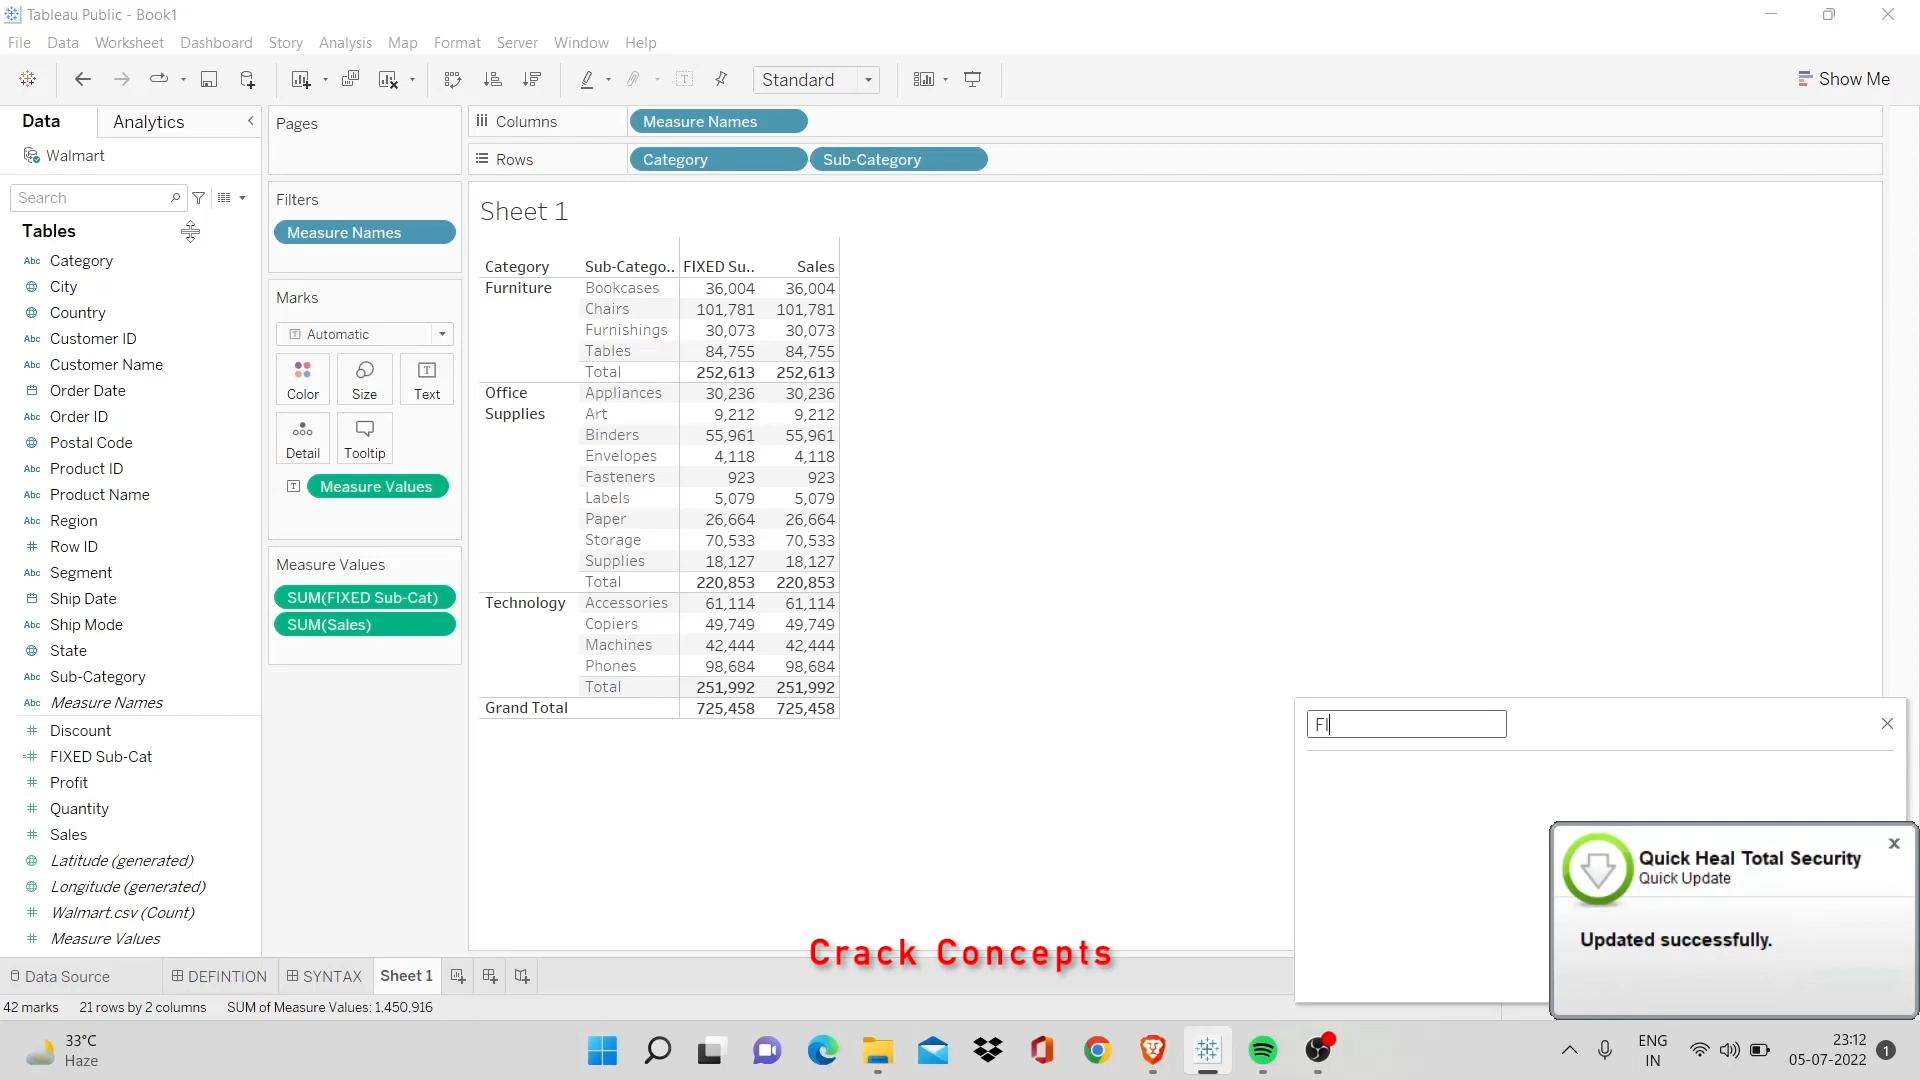 Tableau Public - Book1
File Data Worksheet Dashboard Story Analysis Map Format Server Window Help
Standard
Show Me
Data
Analytics
Walmart
Search
Tables
Category
City
Country
Customer ID
Customer Name
Order Date
Order ID
Postal Code
Product ID
Product Name
Region
Row ID
Segment
Ship Date
Ship Mode
State
Sub-Category
Measure Names
Discount
FIXED Sub-Cat
Profit
Quantity
Sales
Latitude (generated)
Longitude (generated)
Walmart.csv (Count)
Measure Values
Pages
Filters
Measure Names
Marks
Automatic
Color Size Text
Detail Tooltip
Measure Values
Measure Values
SUM(FIXED Sub-Cat)
SUM(Sales)
Columns Measure Names
Rows Category Sub-Category
Sheet 1
Category Sub-Catego.. FIXED Su.. Sales
Furniture Bookcases 36,004 36,004
Chairs 101,781 101,781
Furnishings 30,073 30,073
Tables 84,755 84,755
Total 252,613 252,613
Office Supplies Appliances 30,236 30,236
Art 9,212 9,212
Binders 55,961 55,961
Envelopes 4,118 4,118
Fasteners 923 923
Labels 5,079 5,079
Paper 26,664 26,664
Storage 70,533 70,533
Supplies 18,127 18,127
Total 220,853 220,853
Technology Accessories 61,114 61,114
Copiers 49,749 49,749
Machines 42,444 42,444
Phones 98,684 98,684
Total 251,992 251,992
Grand Total 725,458 725,458
FI
Quick Heal Total Security
Quick Update
Updated successfully.
Crack Concepts
Data Source DEFINTION SYNTAX Sheet 1
42 marks 21 rows by 2 columns SUM of Measure Values: 1,450,916
33°C
Haze
ENG
IN
23:12
05-07-2022
1